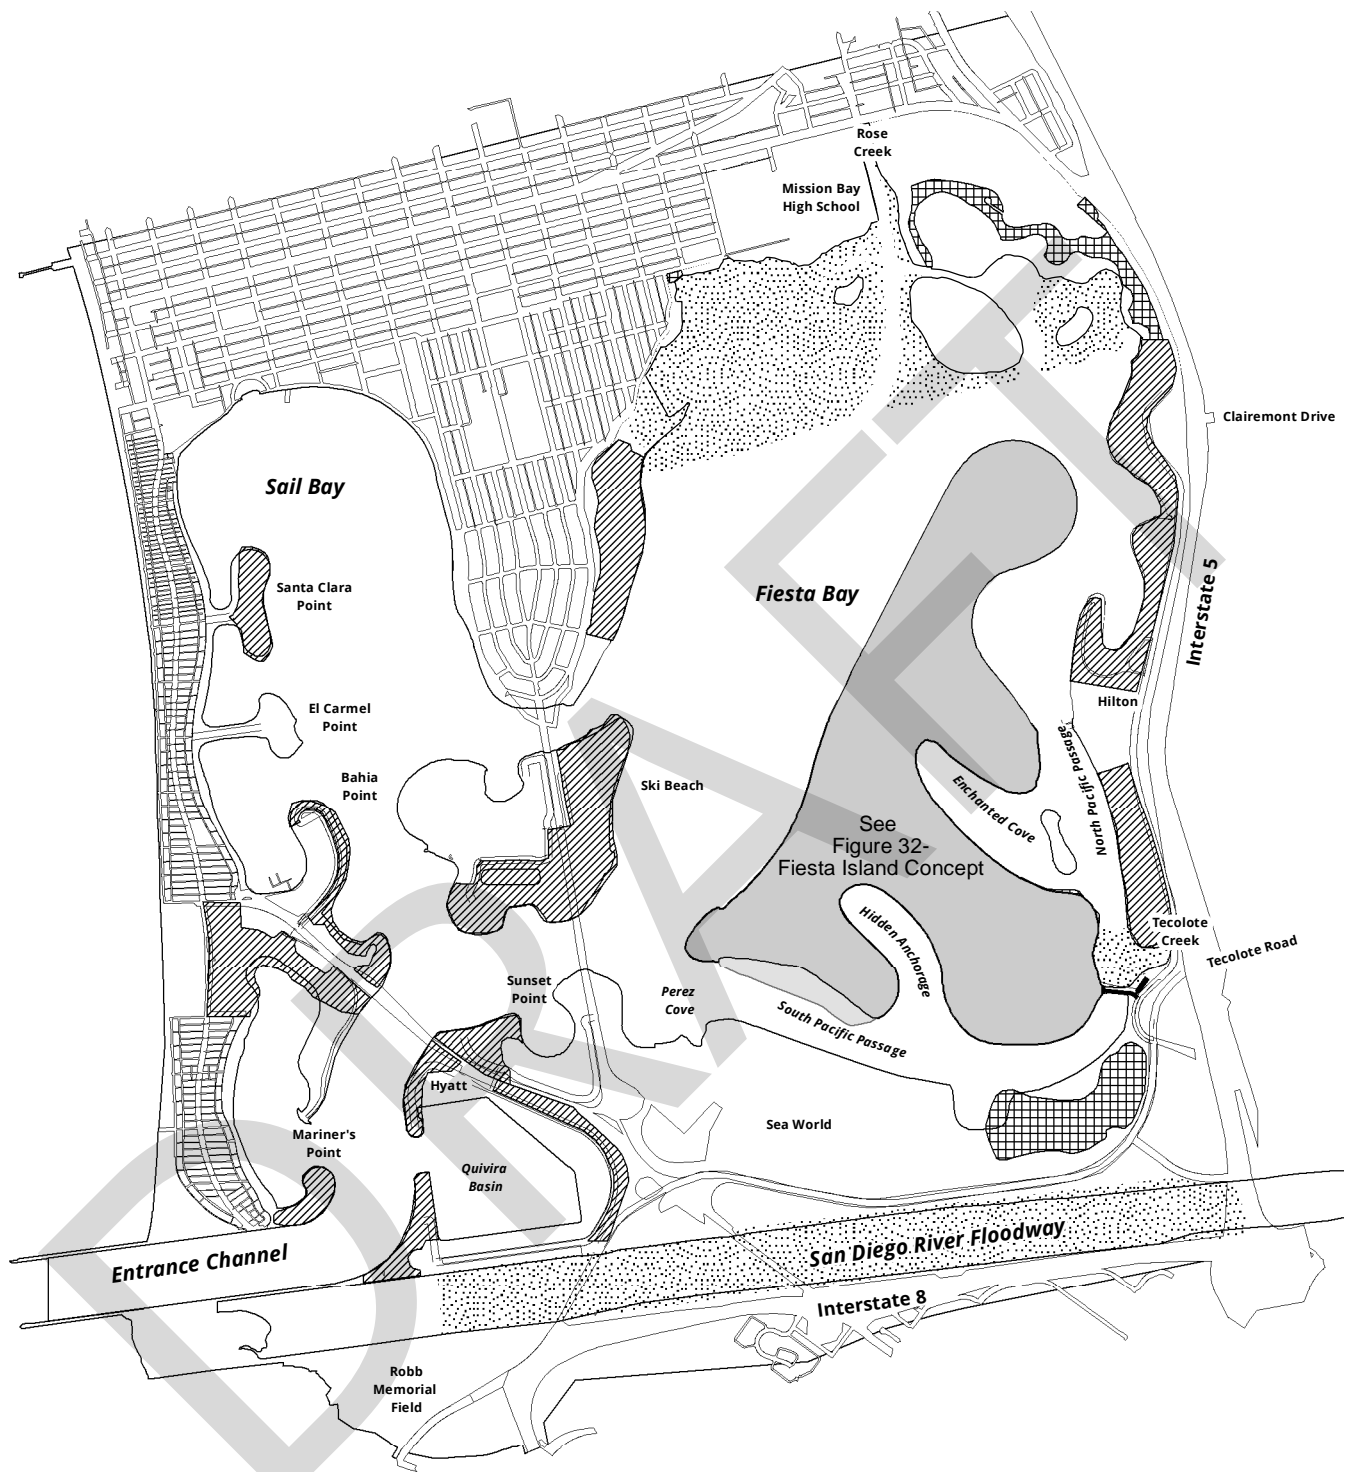 Rose
Creek
Mission Bay
High School
Clairemont Drive
Sail Bay
Santa Clara
Point
Fiesta Bay
Interstate 5
El Carmel
Point
Hilton
North Pacific Passage
Bahia
Point
Ski Beach
Enchanted Cove
See
Figure 32-
Fiesta Island Concept
Hidden Anchorage
Tecolote
Creek
Tecolote Road
Sunset
Point
Perez
Cove
South Pacific Passage
Hyatt
Mariner's
Point
Sea World
Quivira
Basin
Entrance Channel
San Diego River Floodway
Interstate 8
Robb
Memorial
Field
DRAFT